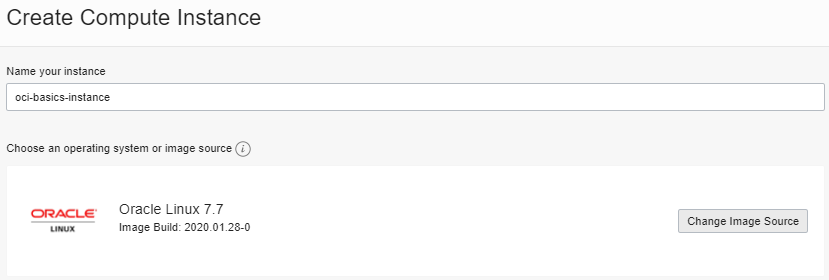 Create Compute Instance
Name your instance
oci-basics-instance
Choose an operating system or image source i
ORACLE
LINUX
Oracle Linux 7.7
Image Build: 2020.01.28-0
Change Image Source